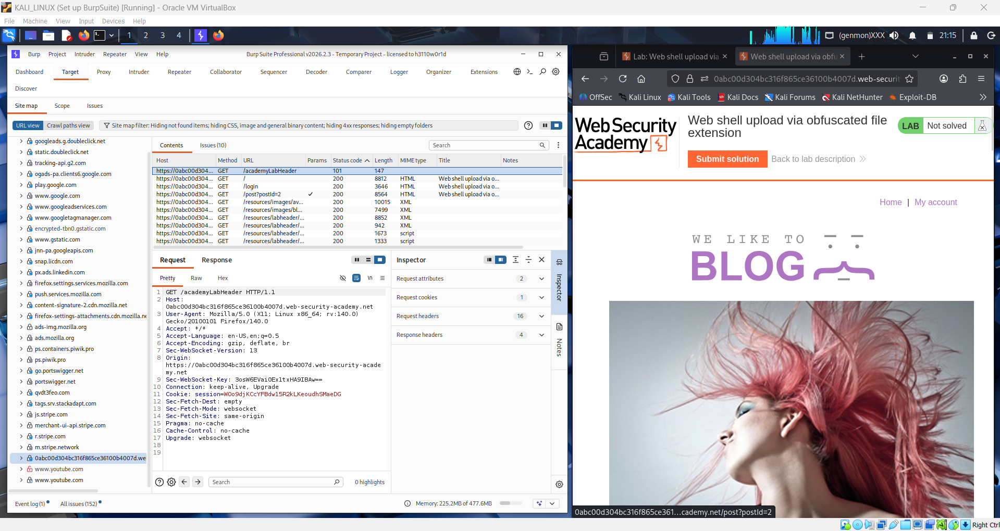 KALI_LINUX (Set up BurpSuite) [Running] - Oracle VM VirtualBox
File Machine View Input Devices Help
1 2 3 4 (genmon)XXX 21:15
Burp Project Intruder Repeater View Help Burp Suite Professional v2026.2.3 - Temporary Project - licensed to h3110w0r1d
Dashboard Target Proxy Intruder Repeater Collaborator Sequencer Decoder Comparer Logger Organizer Extensions
Discover
Site map Scope Issues
URL view Crawl paths view Site map filter: Hiding not found items; hiding CSS, image and general binary content; hiding 4xx responses; hiding empty folders
googleads.g.doubleclick.net
static.doubleclick.net
tracking-api.g2.com
ogads-pa.clients6.google.com
play.google.com
www.google.com
www.googleadservices.com
www.googletagmanager.com
encrypted-tbn0.gstatic.com
www.gstatic.com
jnn-pa.googleapis.com
snap.licdn.com
px.ads.linkedin.com
firefox.settings.services.mozilla.com
push.services.mozilla.com
content-signature-2.cdn.mozilla.net
firefox-settings-attachments.cdn.mozilla.ne
ads-img.mozilla.org
ads.mozilla.org
ps.containers.piwik.pro
ps.piwik.pro
go.portswigger.net
portswigger.net
qvdt3feo.com
tags.srv.stackadapt.com
js.stripe.com
merchant-ui-api.stripe.com
r.stripe.com
m.stripe.network
0abc00d304bc316f865ce36100b4007d.we
www.youtube.com
www.youtube.com
Contents Issues (10) Search
Host Method URL Params Status code Length MIME type Title Notes
https://0abc00d304... GET /academyLabHeader 101 147
https://0abc00d304... GET / 200 8812 HTML Web shell upload via o...
https://0abc00d304... GET /login 200 3646 HTML Web shell upload via o...
https://0abc00d304... GET /post?postId=2 ✓ 200 8564 HTML Web shell upload via o...
https://0abc00d304... GET /resources/images/av... 200 10015 XML
https://0abc00d304... GET /resources/images/bl... 200 7499 XML
https://0abc00d304... GET /resources/labheader/... 200 8852 XML
https://0abc00d304... GET /resources/labheader/... 200 942 XML
https://0abc00d304... GET /resources/labheader/... 200 1673 script
https://0abc00d304... GET /resources/labheader/... 200 1333 script
Request Response
Pretty Raw Hex \n
1 GET /academyLabHeader HTTP/1.1
2 Host:
0abc00d304bc316f865ce36100b4007d.web-security-academy.net
3 User-Agent: Mozilla/5.0 (X11; Linux x86_64; rv:140.0)
Gecko/20100101 Firefox/140.0
4 Accept: */*
5 Accept-Language: en-US,en;q=0.5
6 Accept-Encoding: gzip, deflate, br
7 Sec-WebSocket-Version: 13
8 Origin:
https://0abc00d304bc316f865ce36100b4007d.web-security-acade
my.net
9 Sec-WebSocket-Key: 3osW6EVai0Ex1txHA9IBAw==
10 Connection: keep-alive, Upgrade
11 Cookie: session=WOo9djKCcYFBdwl5R2kLKeoudhSMaeDG
12 Sec-Fetch-Dest: empty
13 Sec-Fetch-Mode: websocket
14 Sec-Fetch-Site: same-origin
15 Pragma: no-cache
16 Cache-Control: no-cache
17 Upgrade: websocket
18
19
Search 0 highlights
Inspector
Request attributes 2
Request cookies 1
Request headers 16
Response headers 4
Inspector
Notes
Event log (1) All issues (152) Memory: 225.2MB of 477.6MB
Lab: Web shell upload via Web shell upload via obfu
0abc00d304bc316f865ce36100b4007d.web-securit
OffSec Kali Linux Kali Tools Kali Docs Kali Forums Kali NetHunter Exploit-DB
WebSecurity
Academy
Web shell upload via obfuscated file
extension
LAB Not solved
Submit solution Back to lab description
Home | My account
WE LIKE TO
BLOG
0abc00d304bc316f865ce361...cademy.net/post?postId=2
Right Ctrl